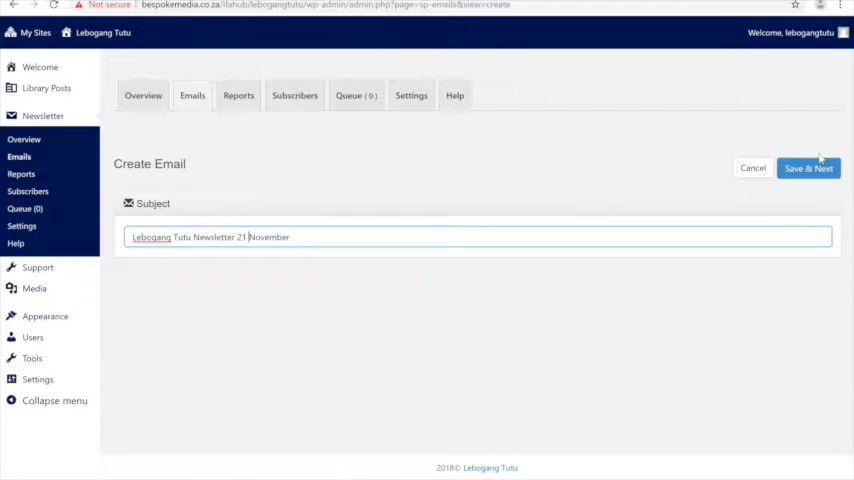 Not secure bespokemedia.co.za/ifahub/lebogangtutu/wp-admin/admin.php?page=sp-emails&view=create
My Sites Lebogang Tutu Welcome, lebogangtutu
Welcome
Library Posts
Newsletter
Overview
Emails
Reports
Subscribers
Queue (0)
Settings
Help
Support
Media
Appearance
Users
Tools
Settings
Collapse menu
Overview Emails Reports Subscribers Queue ( 0 ) Settings Help
Create Email Cancel Save & Next
Subject
Lebogang Tutu Newsletter 21 November
2018© Lebogang Tutu